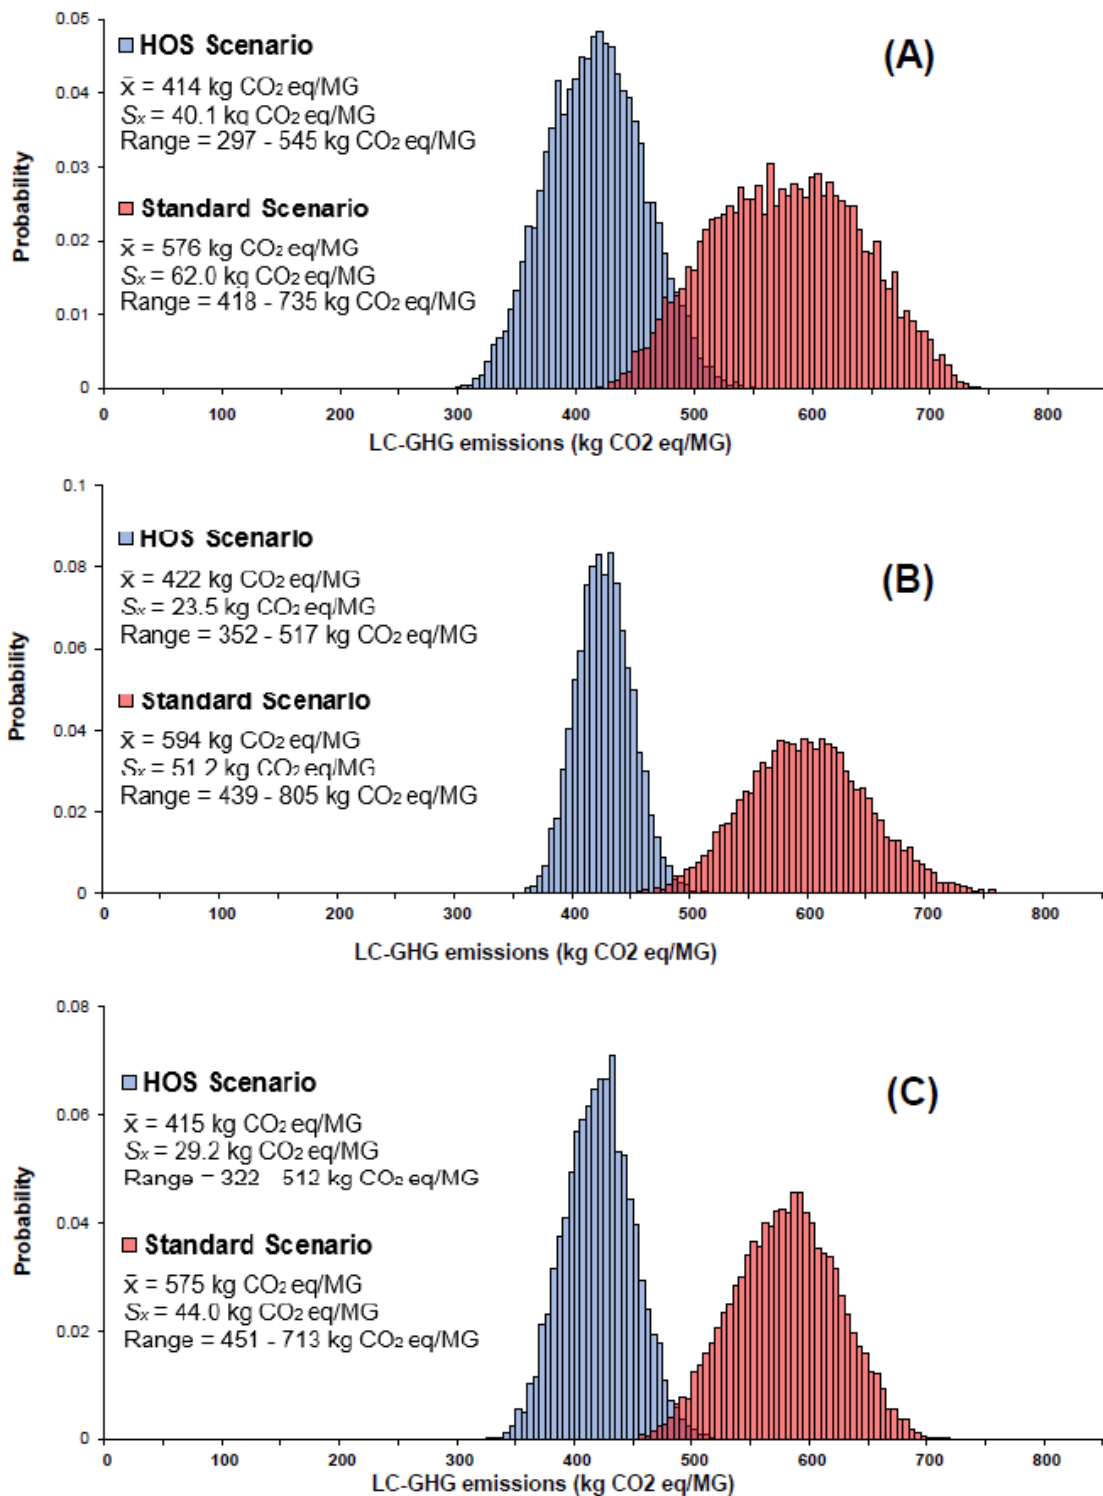 0.05
HOS Scenario
(A)
x̄ = 414 kg CO₂ eq/MG
0.04
Sₓ = 40.1 kg CO₂ eq/MG
Range = 297 - 545 kg CO₂ eq/MG
0.03
Standard Scenario
Probability
x̄ = 576 kg CO₂ eq/MG
0.02
Sₓ = 62.0 kg CO₂ eq/MG
Range = 418 - 735 kg CO₂ eq/MG
0.01
0
0 100 200 300 400 500 600 700 800
LC-GHG emissions (kg CO2 eq/MG)
0.1
HOS Scenario
(B)
0.08
x̄ = 422 kg CO₂ eq/MG
Sₓ = 23.5 kg CO₂ eq/MG
Range = 352 - 517 kg CO₂ eq/MG
0.06
Standard Scenario
Probability
0.04
x̄ = 594 kg CO₂ eq/MG
Sₓ = 51.2 kg CO₂ eq/MG
Range = 439 - 805 kg CO₂ eq/MG
0.02
0
0 100 200 300 400 500 600 700 800
LC-GHG emissions (kg CO2 eq/MG)
0.08
HOS Scenario
(C)
0.06
x̄ = 415 kg CO₂ eq/MG
Sₓ = 29.2 kg CO₂ eq/MG
Range = 322 - 512 kg CO₂ eq/MG
0.04
Standard Scenario
Probability
x̄ = 575 kg CO₂ eq/MG
Sₓ = 44.0 kg CO₂ eq/MG
0.02
Range = 451 - 713 kg CO₂ eq/MG
0
0 100 200 300 400 500 600 700 800
LC-GHG emissions (kg CO2 eq/MG)